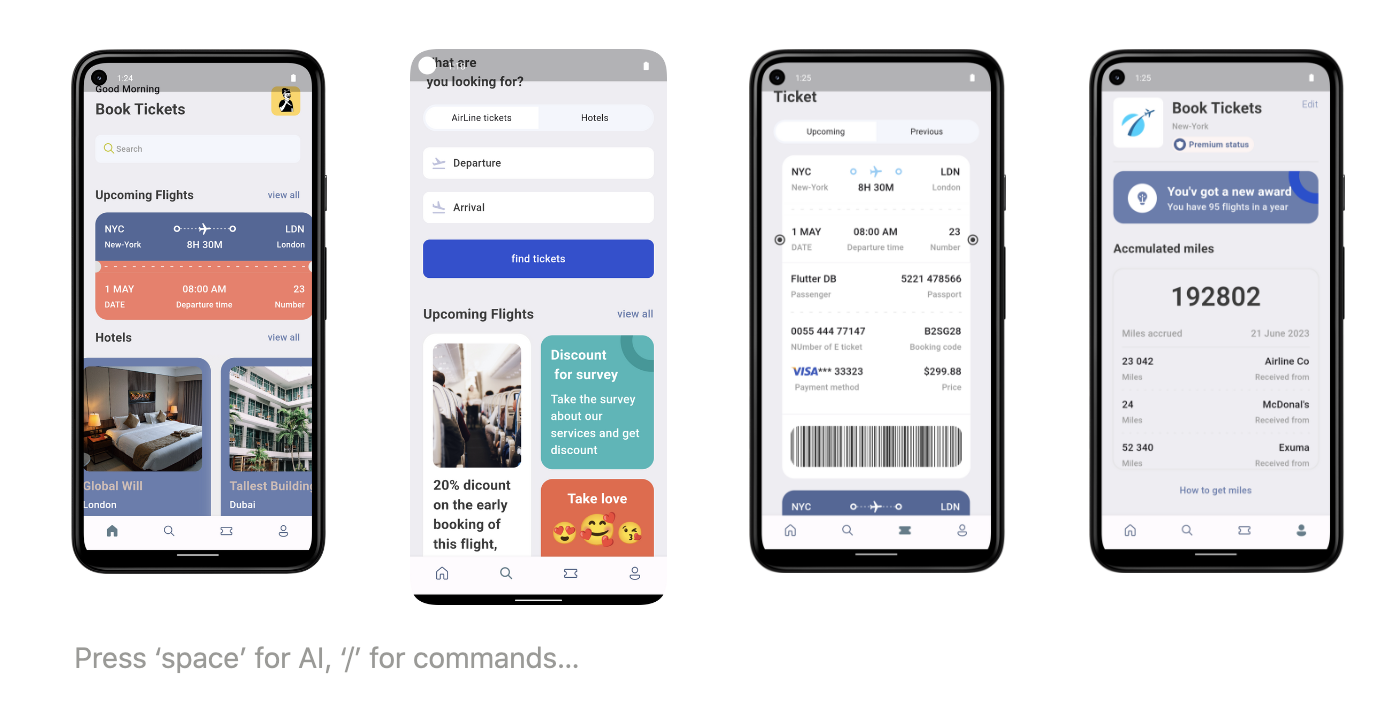 1:24
Good Morning
Book Tickets
Search
Upcoming Flights view all
NYC LDN
New-York 8H 30M London
1 MAY 08:00 AM 23
DATE Departure time Number
Hotels view all
Global Will Tallest Building
London Dubai
hat are
you looking for?
AirLine tickets Hotels
Departure
Arrival
find tickets
Upcoming Flights view all
20% dicount
on the early
booking of
this flight,
Discount
for survey
Take the survey
about our
services and get
discount
Take love
1:25
Ticket
Upcoming Previous
NYC LDN
New-York 8H 30M London
1 MAY 08:00 AM 23
DATE Departure time Number
Flutter DB 5221 478566
Passenger Passport
0055 444 77147 B2SG28
NUmber of E ticket Booking code
VISA*** 33323 $299.88
Payment method Price
NYC LDN
1:25
Book Tickets Edit
New-York
Premium status
You'v got a new award
You have 95 flights in a year
Accmulated miles
192802
Miles accrued 21 June 2023
23 042 Airline Co
Miles Received from
24 McDonal's
Miles Received from
52 340 Exuma
Miles Received from
How to get miles
Press ‘space’ for AI, ‘/’ for commands...